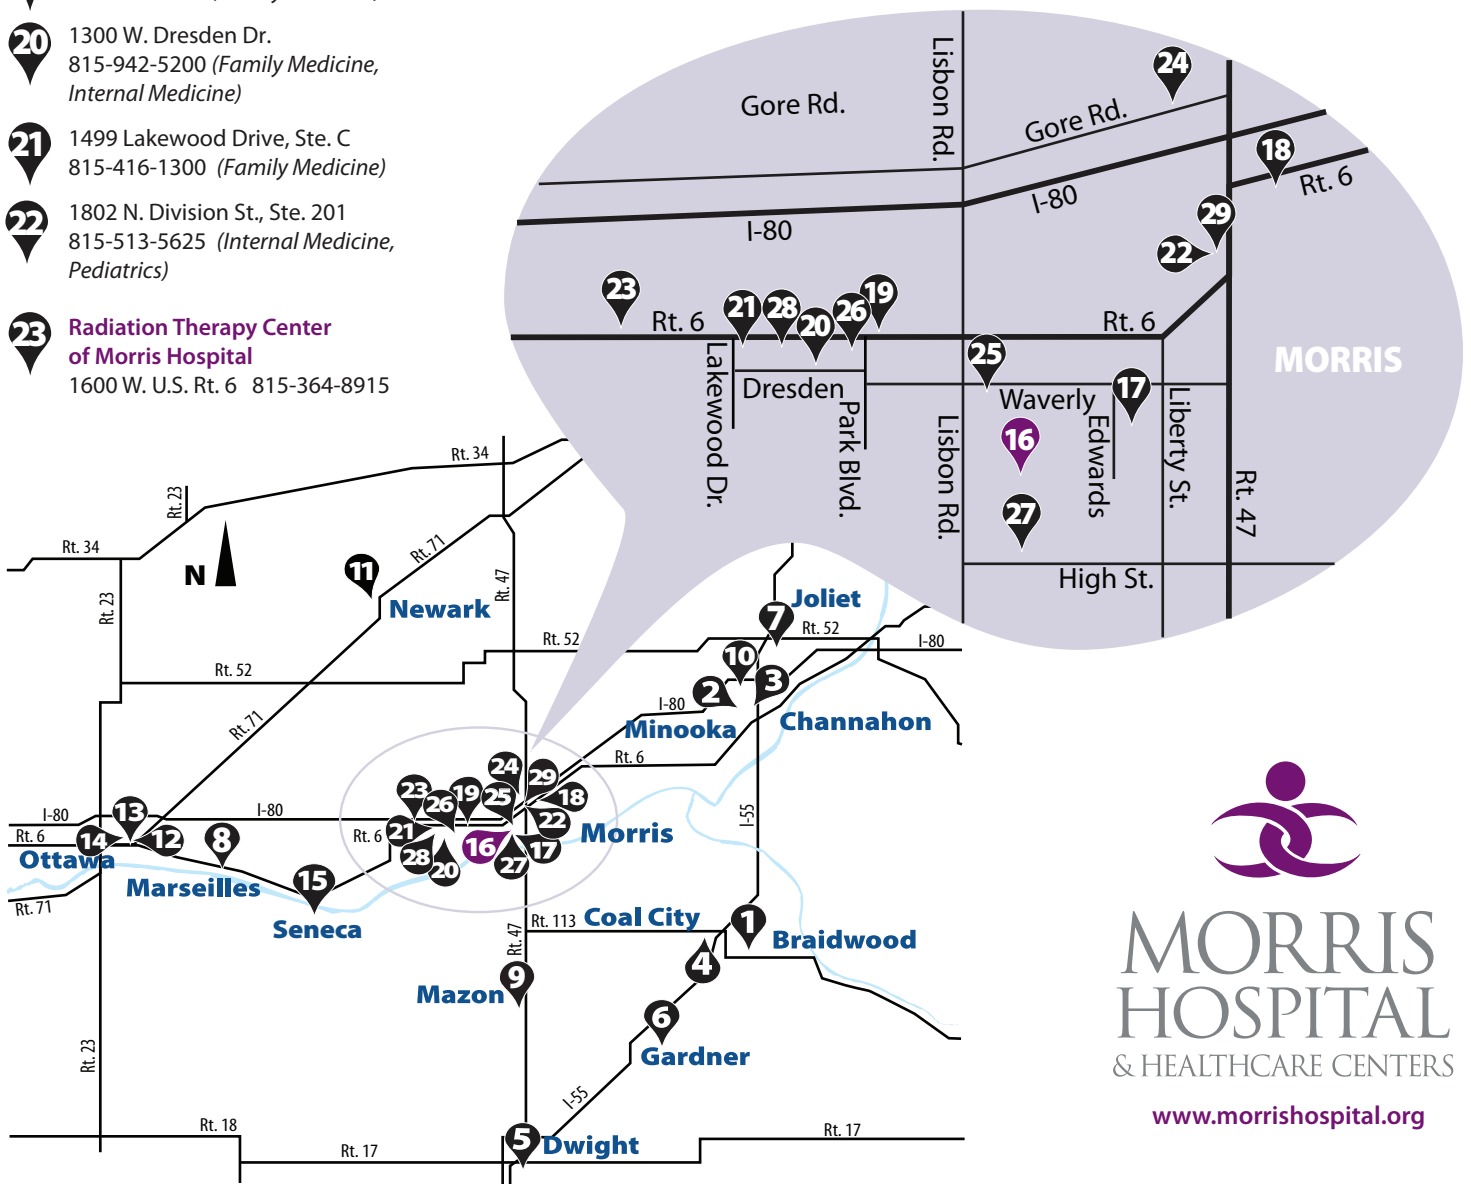 20
1300 W. Dresden Dr.
815-942-5200 (Family Medicine,
Internal Medicine)
21
1499 Lakewood Drive, Ste. C
815-416-1300 (Family Medicine)
22
1802 N. Division St., Ste. 201
815-513-5625 (Internal Medicine,
Pediatrics)
23
Radiation Therapy Center
of Morris Hospital
1600 W. U.S. Rt. 6 815-364-8915
Lisbon Rd.
24
Gore Rd.
Gore Rd.
18
I-80
Rt. 6
I-80
29
22
23
21
28
20
26
19
Rt. 6
Rt. 6
25
MORRIS
Lakewood Dr.
Dresden
Park Blvd.
Waverly
17
16
Edwards
Liberty St.
Lisbon Rd.
Rt. 47
27
High St.
Rt. 34
Rt. 23
Rt. 34
N
11
Rt. 71
Rt. 47
Newark
Rt. 23
Joliet
7
Rt. 52
Rt. 52
I-80
10
Rt. 52
2
3
I-80
Minooka
Channahon
Rt. 71
Rt. 6
24
29
23
26
19
25
18
I-80
I-80
13
Rt. 6
14
12
8
Rt. 6
21
22
Morris
I-55
28
20
16
27
17
Ottawa
Marseilles
15
Rt. 71
Seneca
Rt. 113
Coal City
1
Braidwood
Rt. 47
4
9
Mazon
6
Gardner
Rt. 23
I-55
Rt. 18
Rt. 17
5
Dwight
Rt. 17
MORRIS
HOSPITAL
& HEALTHCARE CENTERS
www.morrishospital.org